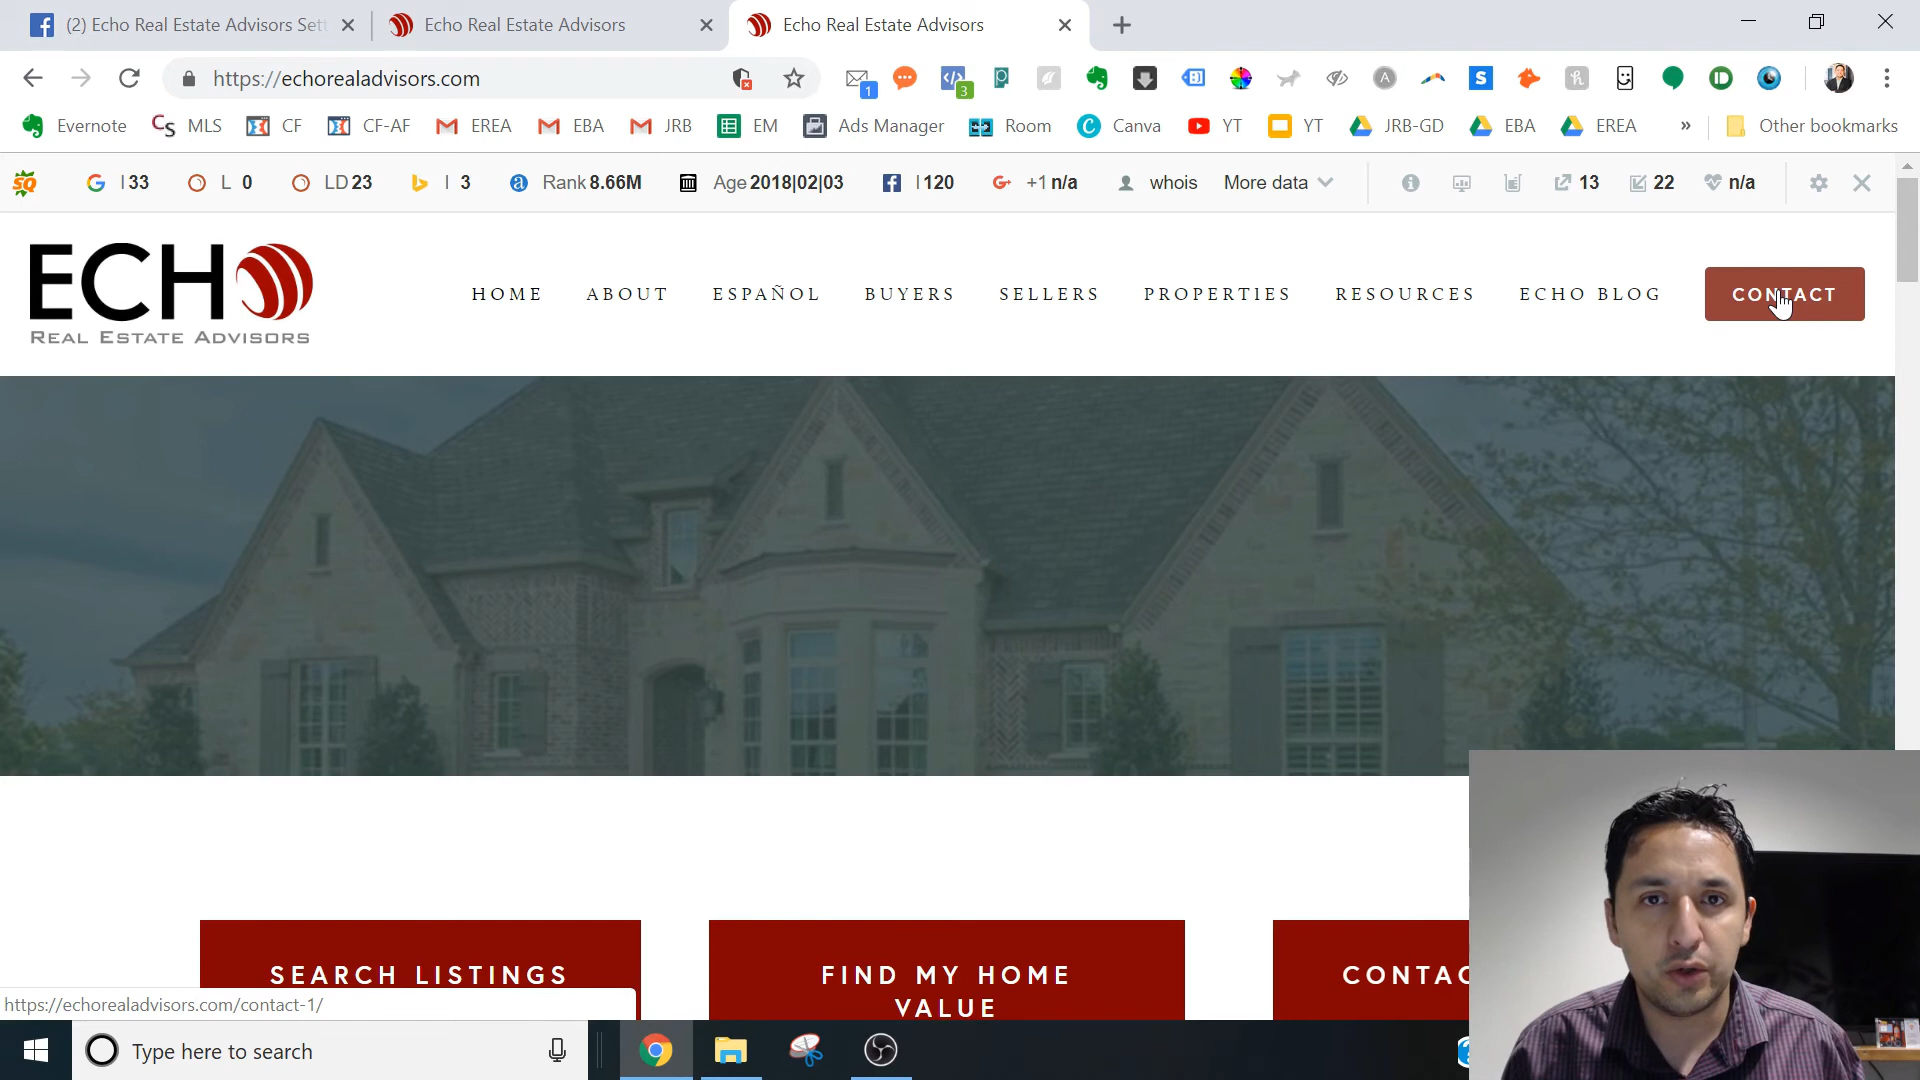 (2) Echo Real Estate Advisors Sett
Echo Real Estate Advisors
Echo Real Estate Advisors
https://echorealadvisors.com
1
3
Evernote
MLS
CF
CF-AF
EREA
EBA
JRB
EM
Ads Manager
Room
Canva
YT
YT
JRB-GD
EBA
EREA
»
Other bookmarks
SQ
I 33
L 0
LD 23
I 3
Rank 8.66M
Age 2018|02|03
I 120
+1 n/a
whois
More data
13
22
n/a
ECHO
REAL ESTATE ADVISORS
HOME
ABOUT
ESPAÑOL
BUYERS
SELLERS
PROPERTIES
RESOURCES
ECHO BLOG
CONTACT
SEARCH LISTINGS
FIND MY HOME
VALUE
CONTAC
https://echorealadvisors.com/contact-1/
Type here to search